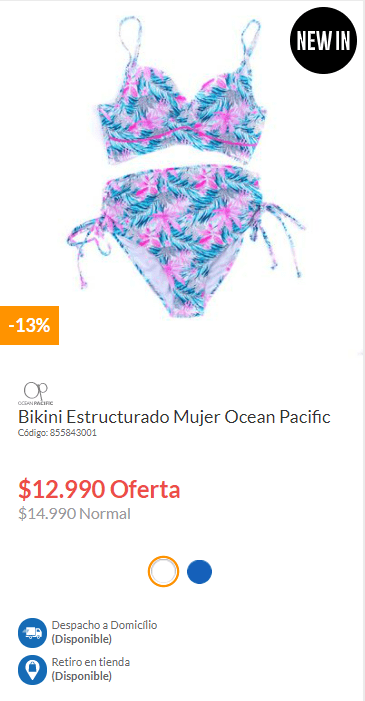 NEW IN
-13%
Op
OCEAN PACIFIC
Bikini Estructurado Mujer Ocean Pacific
Código: 855843001
$12.990 Oferta
$14.990 Normal
Despacho a Domicilio
(Disponible)
Retiro en tienda
(Disponible)